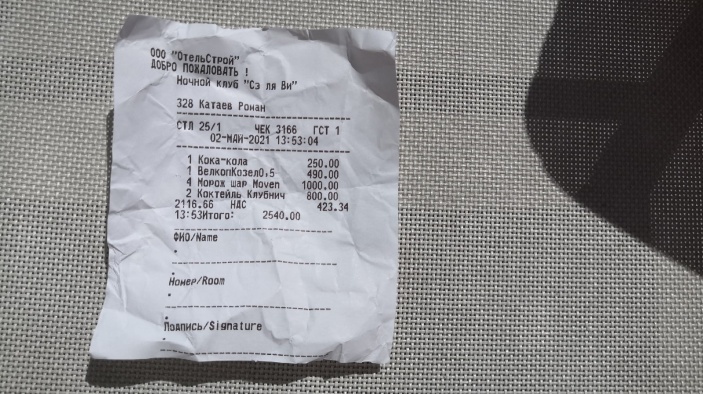 ООО "ОтельСтрой"
ДОБРО ПОЖАЛОВАТЬ !
Ночной клуб "Сэ ля Ви"
328 Катаев Роман
СТЛ 25/1 ЧЕК 3166 ГСТ 1
02-МАЙ-2021 13:53:04
1 Кока-кола 250.00
1 ВелкопКозел0,5 490.00
4 Морож шар Moven 1000.00
2 Коктейль Клубнич 800.00
2116.66 НДС 423.34
13:53Итого: 2540.00
ФИО/Name
Номер/Room
Подпись/Signature